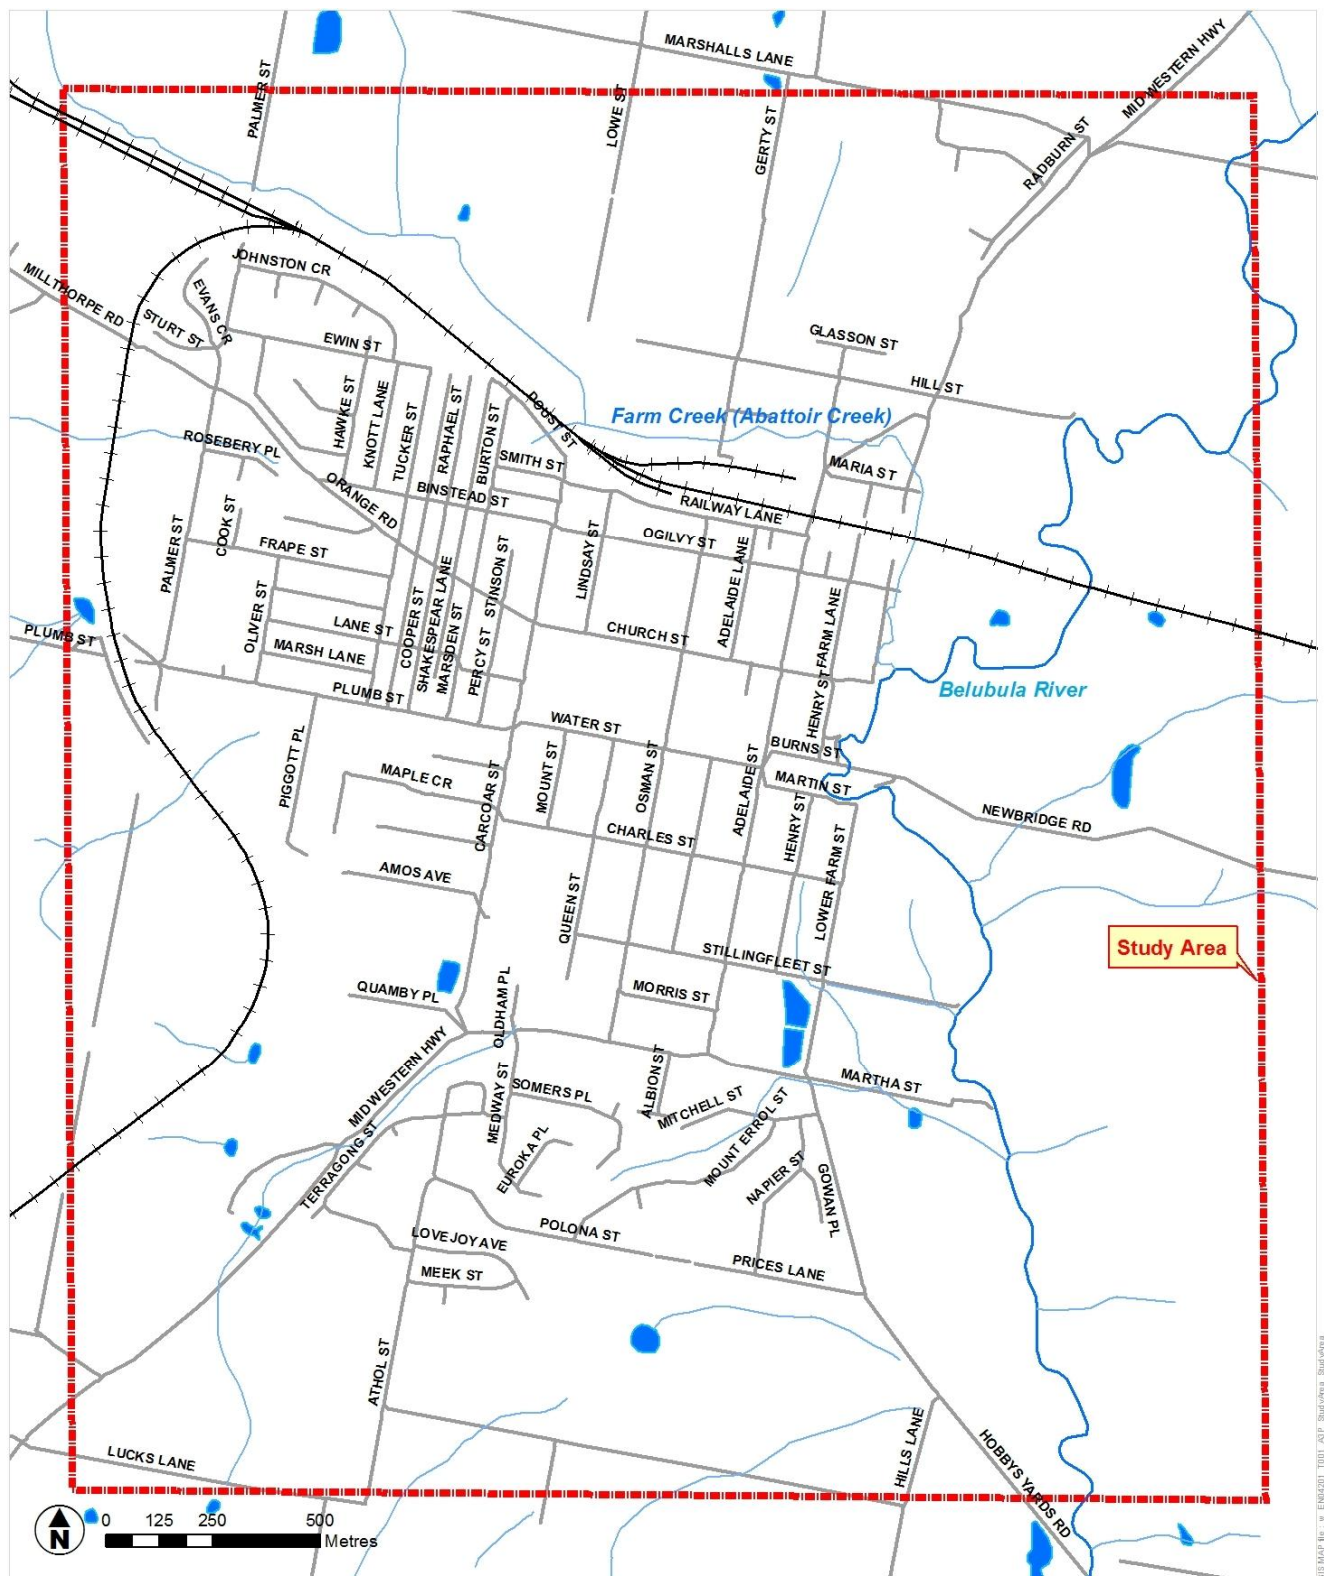 MARSHALLS LANE
MID WESTERN HWY
PALMER ST
LOWE ST
GERTY ST
RADBURN ST
JOHNSTON CR
MILLTHORPE RD
EVANS CR
STURT ST
EWIN ST
GLASSON ST
HILL ST
HAWKE ST
KNOTT LANE
TUCKER ST
RAPHAEL ST
BURTON ST
DOUST ST
Farm Creek (Abattoir Creek)
ROSEBERY PL
SMITH ST
MARIA ST
ORANGE RD
BINSTEAD ST
RAILWAY LANE
OGILVY ST
PALMER ST
COOK ST
FRAPE ST
LINDSAY ST
ADELAIDE LANE
STINSON ST
OLIVER ST
LANE ST
MARSH LANE
COOPER ST
SHAKESPEAR LANE
MARSDEN ST
PERCY ST
CHURCH ST
FARM LANE
HENRY ST
PLUMB ST
PLUMB ST
Belubula River
WATER ST
BURNS ST
MARTIN ST
PIGGOTT PL
MAPLE CR
CARCOAR ST
MOUNT ST
OSMAN ST
ADELAIDE ST
HENRY ST
NEWBRIDGE RD
CHARLES ST
LOWER FARM ST
AMOS AVE
QUEEN ST
STILLINGFLEET ST
Study Area
QUAMBY PL
OLDHAM PL
MORRIS ST
MID WESTERN HWY
MEDWAY ST
SOMERS PL
ALBION ST
MITCHELL ST
MARTHA ST
MOUNT ERROL ST
TERRAGONG ST
EUROKA PL
NAPIER ST
GOWAN PL
LOVEJOY AVE
POLONA ST
PRICES LANE
MEEK ST
ATHOL ST
HILLS LANE
HOBBYS YARDS RD
LUCKS LANE
N
0 125 250 500
Metres